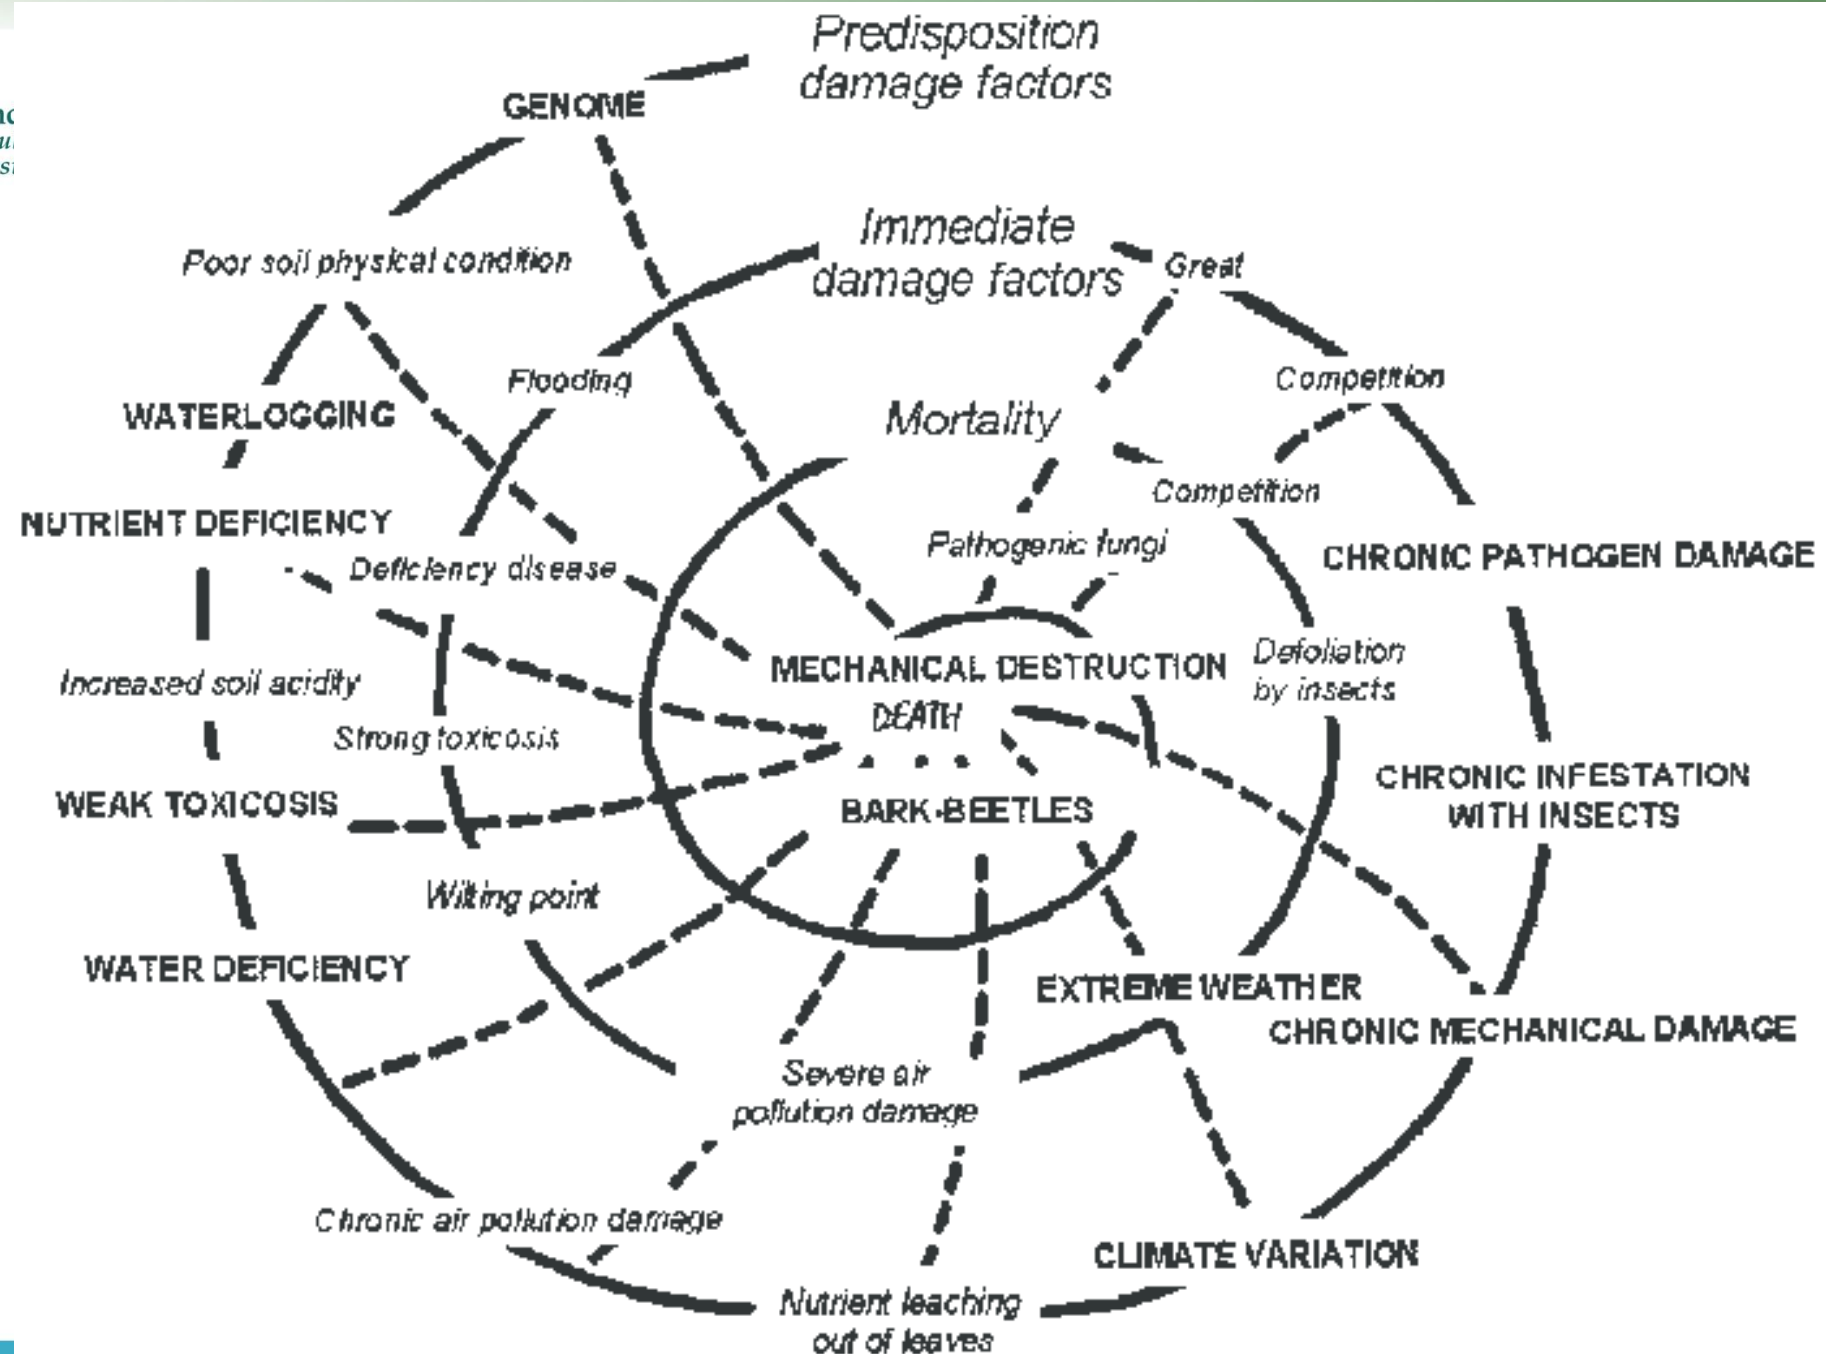 Predisposition
damage factors
GENOME
Immediate
damage factors
Great
Poor soil physical condition
Flooding
Competition
WATERLOGGING
Mortality
Competition
NUTRIENT DEFICIENCY
Pathogenic fungi
CHRONIC PATHOGEN DAMAGE
Deficiency disease
Defoliation
by insects
MECHANICAL DESTRUCTION
Increased soil acidity
DEATH
Strong toxicosis
CHRONIC INFESTATION
WITH INSECTS
WEAK TOXICOSIS
BARK-BEETLES
Wilting point
WATER DEFICIENCY
EXTREME WEATHER
CHRONIC MECHANICAL DAMAGE
Severe air
pollution damage
Chronic air pollution damage
CLIMATE VARIATION
Nutrient leaching
out of leaves